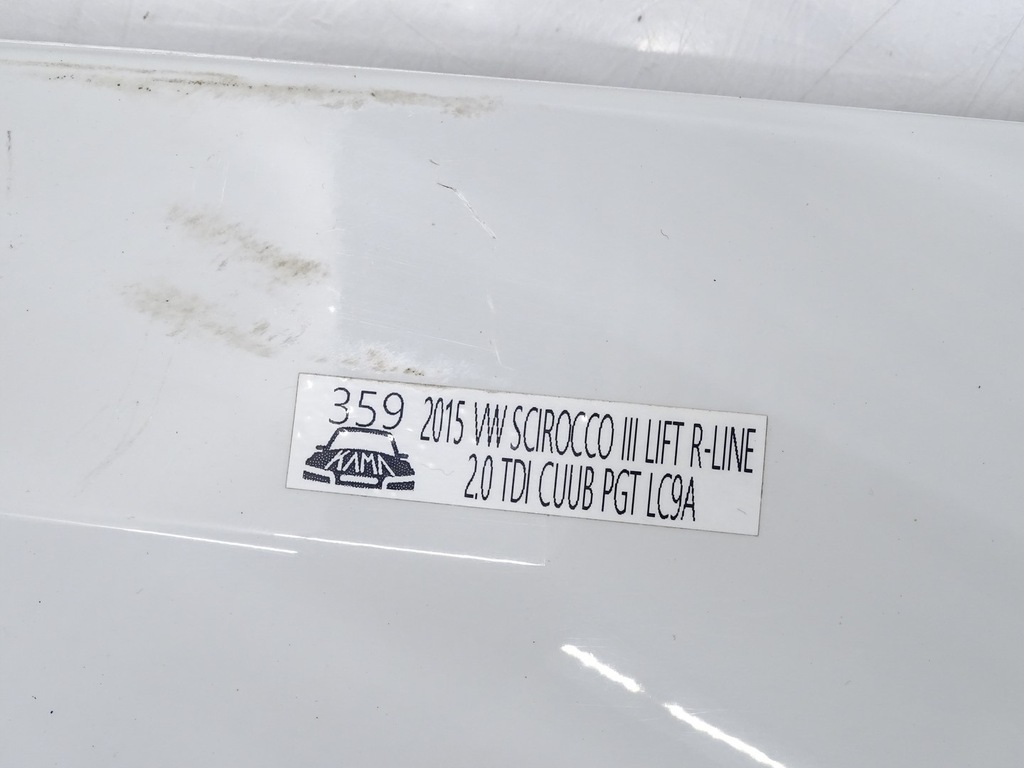 359
KAMA
2015 VW SCIROCCO III LIFT R-LINE
2.0 TDI CUUB PGT LC9A